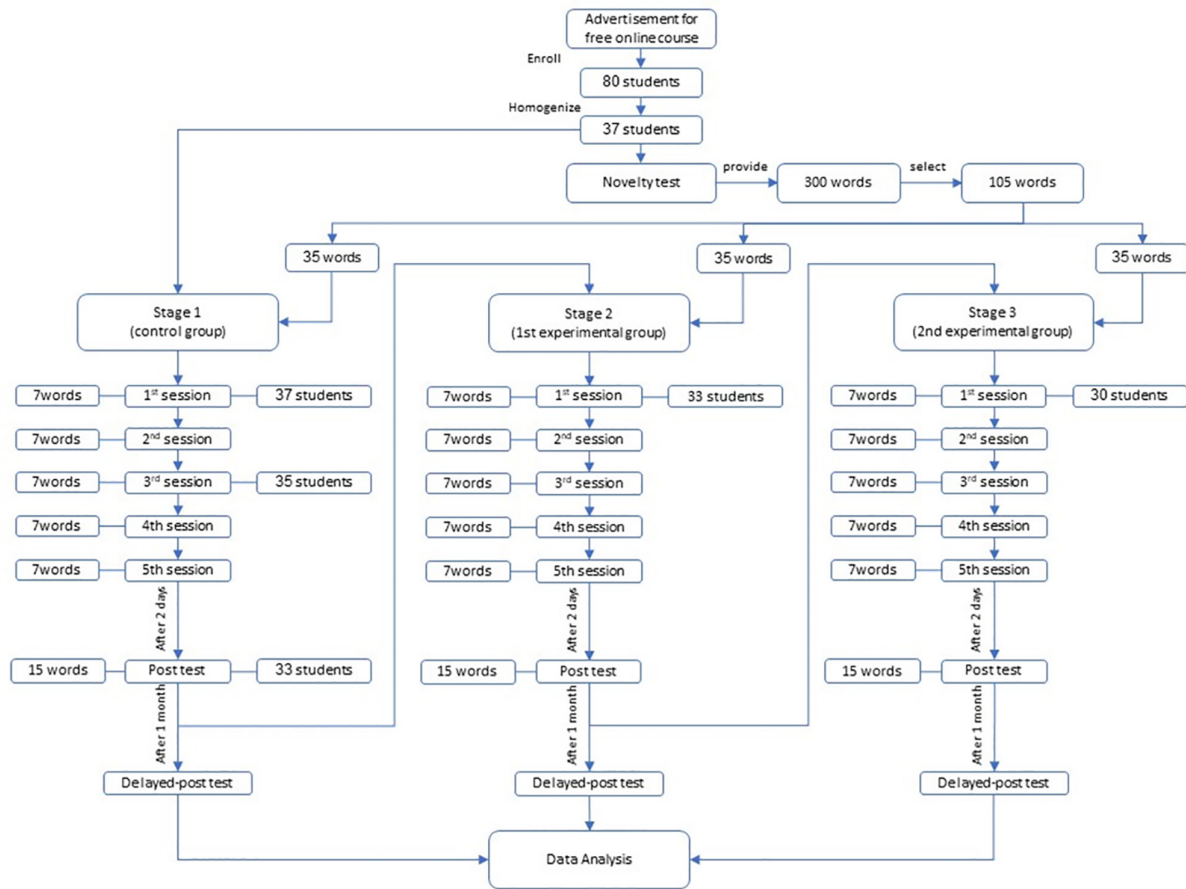 Advertisement for
free online course
Enroll
80 students
Homogenize
37 students
Novelty test
provide
300 words
select
105 words
35 words
35 words
35 words
Stage 1
(control group)
Stage 2
(1st experimental group)
Stage 3
(2nd experimental group)
7words
1st session
37 students
7words
1st session
33 students
7words
1st session
30 students
7words
2nd session
7words
2nd session
7words
2nd session
7words
3rd session
35 students
7words
3rd session
7words
3rd session
7words
4th session
7words
4th session
7words
4th session
7words
5th session
7words
5th session
7words
5th session
After 2 days
After 2 days
After 2 days
15 words
Post test
33 students
15 words
Post test
15 words
Post test
After 1 month
After 1 month
After 1 month
Delayed-post test
Delayed-post test
Delayed-post test
Data Analysis